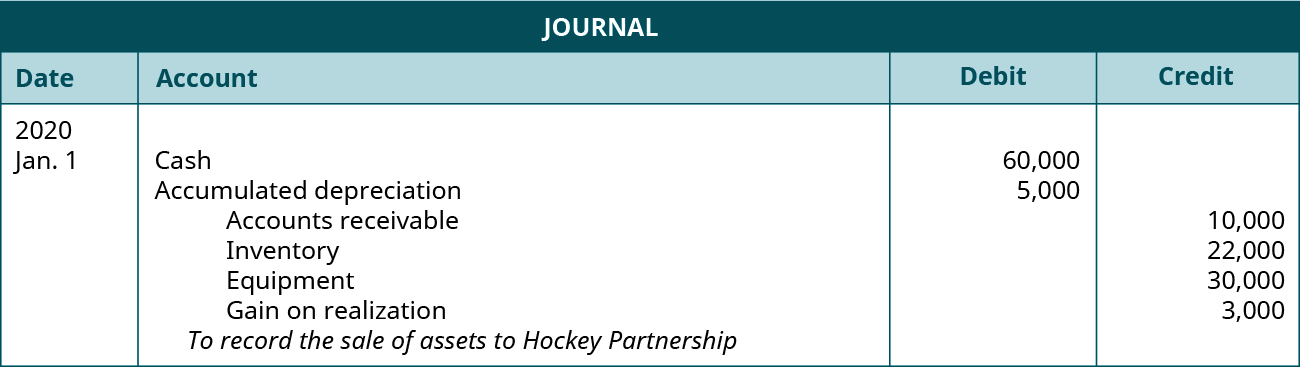 JOURNAL
Date Account Debit Credit
2020
Jan. 1 Cash 60,000
Accumulated depreciation 5,000
Accounts receivable 10,000
Inventory 22,000
Equipment 30,000
Gain on realization 3,000
To record the sale of assets to Hockey Partnership